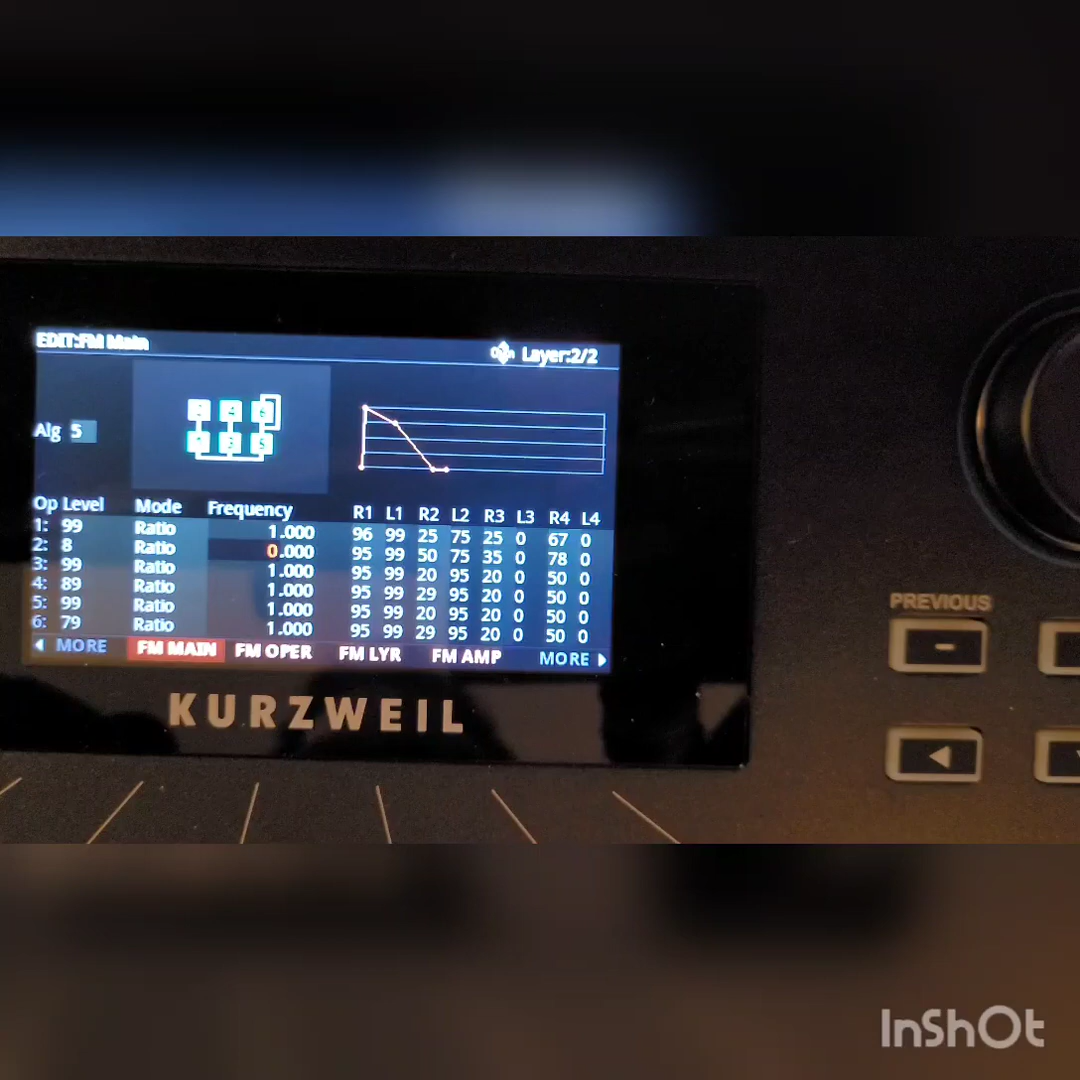 EDIT:FM Main
Layer:2/2
Alg 5
Op Level Mode Frequency R1 L1 R2 L2 R3 L3 R4 L4
1: 99 Ratio 1.000 96 99 25 75 25 0 67 0
2: 8 Ratio 0.000 95 99 50 75 35 0 78 0
3: 99 Ratio 1.000 95 99 20 95 20 0 50 0
4: 89 Ratio 1.000 95 99 29 95 20 0 50 0
5: 99 Ratio 1.000 95 99 20 95 20 0 50 0
6: 79 Ratio 1.000 95 99 29 95 20 0 50 0
MORE FM MAIN FM OPER FM LYR FM AMP MORE
KURZWEIL
PREVIOUS
-
InShOt